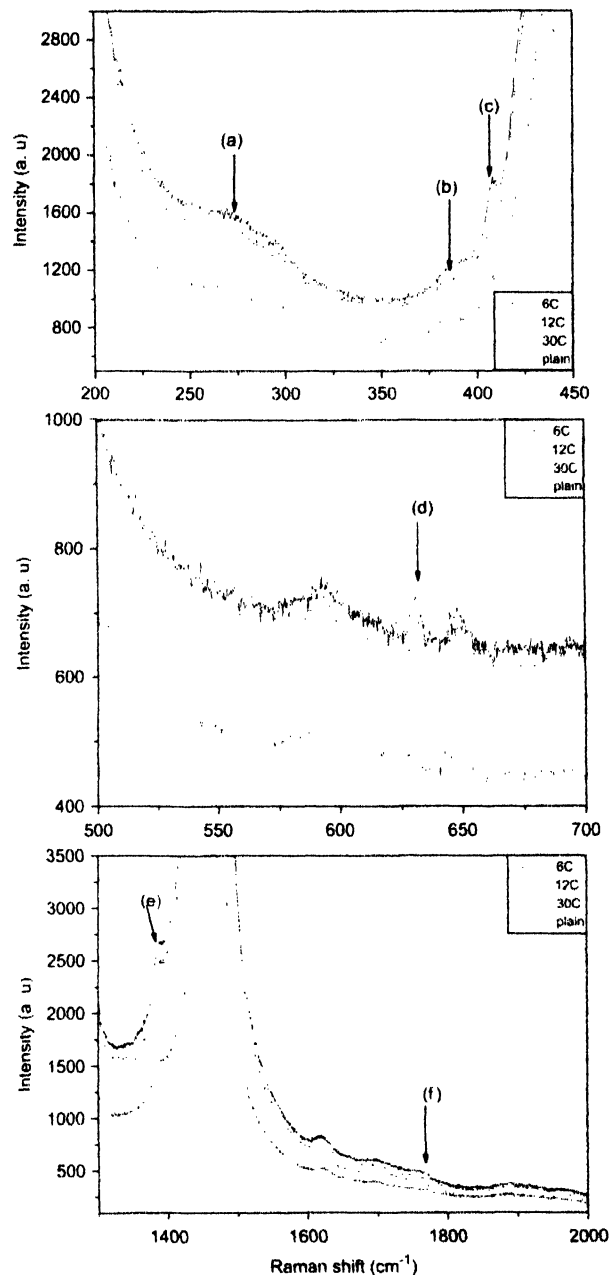 2800
2400
2000
1600
1200
800
Intensity (a. u)
(a)
(b)
(c)
6C
12C
30C
plain
200
250
300
350
400
450
1000
800
600
400
Intensity (a. u)
(d)
6C
12C
30C
plain
500
550
600
650
700
3500
3000
2500
2000
1500
1000
500
Intensity (a u)
(e)
(f)
6C
12C
30C
plain
1400
1600
1800
2000
Raman shift (cm⁻¹)